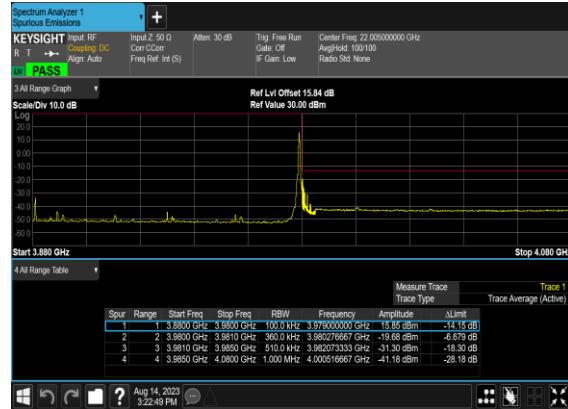 Spectrum Analyzer 1
Spurious Emissions
KEYSIGHT Input: RF Input Z: 50 Ω Atten: 30 dB Trig: Free Run Center Freq: 22.005000000 GHz
R T Coupling: DC Corr CCorr Gate: Off Avg|Hold: 100/100
Align: Auto Freq Ref: Int (S) IF Gain: Low Radio Std: None
PASS
3 All Range Graph
Ref Lvl Offset 15.84 dB
Scale/Div 10.0 dB Ref Value 30.00 dBm
Log
20.0
10.0
0.00
-10.0
-20.0
-30.0
-40.0
-50.0
-60.0
Start 3.880 GHz Stop 4.080 GHz
4 All Range Table
Measure Trace Trace 1
Trace Type Trace Average (Active)
Spur Range Start Freq Stop Freq RBW Frequency Amplitude ΔLimit
1 1 3.8800 GHz 3.9800 GHz 100.0 kHz 3.979000000 GHz 15.85 dBm -14.15 dB
2 2 3.9800 GHz 3.9810 GHz 360.0 kHz 3.980276667 GHz -19.68 dBm -6.679 dB
3 3 3.9810 GHz 3.9850 GHz 510.0 kHz 3.982073333 GHz -31.30 dBm -18.30 dB
4 4 3.9850 GHz 4.0800 GHz 1.000 MHz 4.000516667 GHz -41.18 dBm -28.18 dB
Aug 14, 2023
3:22:49 PM